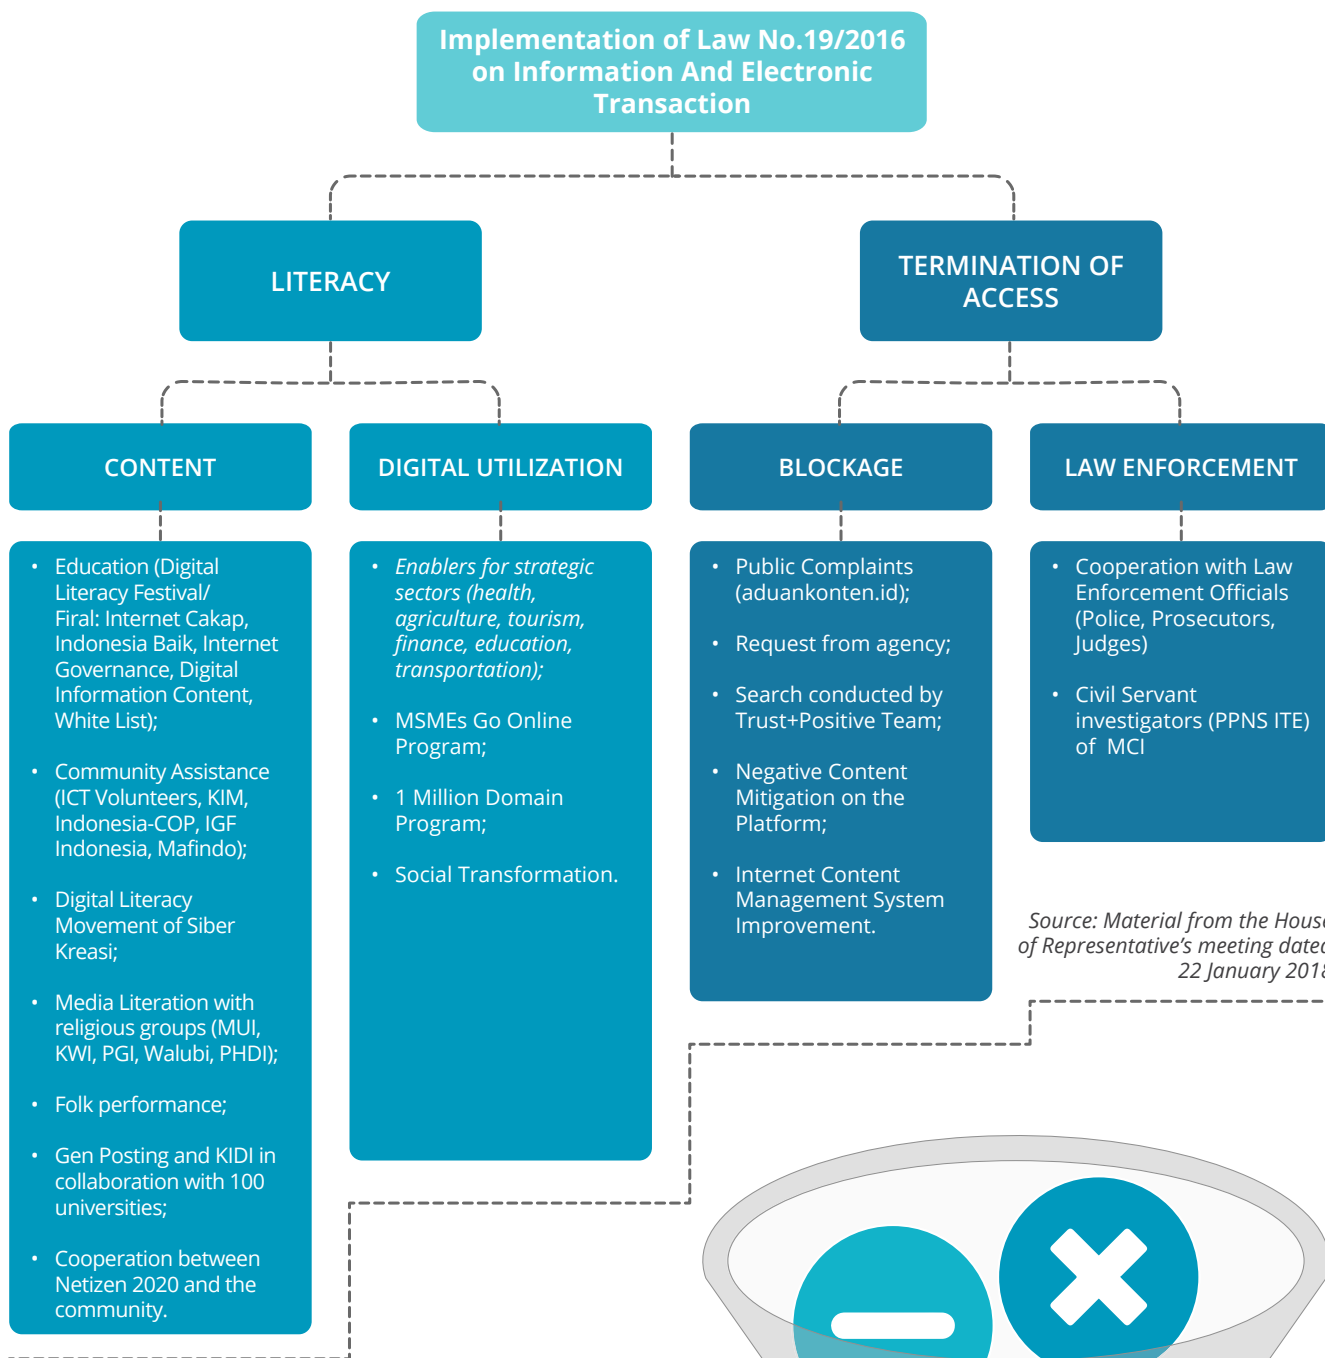 Implementation of Law No.19/2016
on Information And Electronic
Transaction
LITERACY
TERMINATION OF
ACCESS
CONTENT
DIGITAL UTILIZATION
BLOCKAGE
LAW ENFORCEMENT
• Education (Digital
Literacy Festival/
Firal: Internet Cakap,
Indonesia Baik, Internet
Governance, Digital
Information Content,
White List);
• Community Assistance
(ICT Volunteers, KIM,
Indonesia-COP, IGF
Indonesia, Mafindo);
• Digital Literacy
Movement of Siber
Kreasi;
• Media Literation with
religious groups (MUI,
KWI, PGI, Walubi, PHDI);
• Folk performance;
• Gen Posting and KIDI in
collaboration with 100
universities;
• Cooperation between
Netizen 2020 and the
community.
• Enablers for strategic
sectors (health,
agriculture, tourism,
finance, education,
transportation);
• MSMEs Go Online
Program;
• 1 Million Domain
Program;
• Social Transformation.
• Public Complaints
(aduankonten.id);
• Request from agency;
• Search conducted by
Trust+Positive Team;
• Negative Content
Mitigation on the
Platform;
• Internet Content
Management System
Improvement.
• Cooperation with Law
Enforcement Officials
(Police, Prosecutors,
Judges)
• Civil Servant
investigators (PPNS ITE)
of MCI
Source: Material from the House
of Representative’s meeting dated
22 January 2018